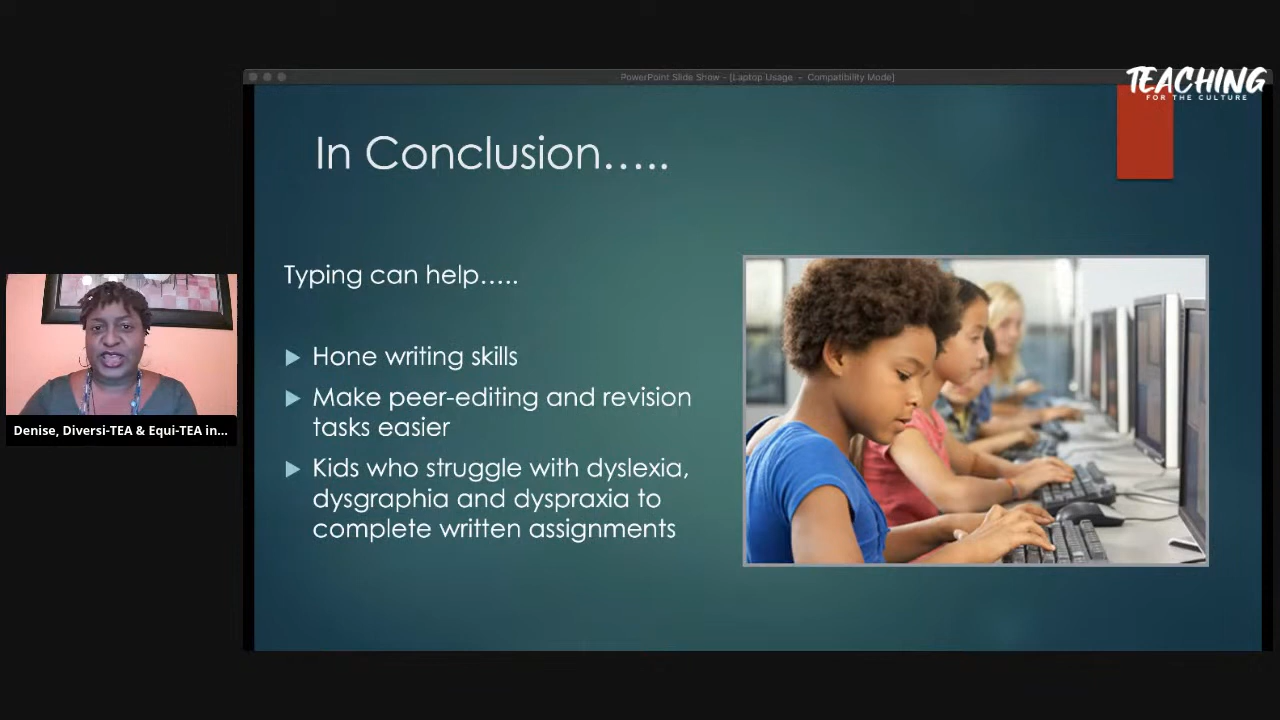 PowerPoint Slide Show - [Laptop Usage - Compatibility Mode]
TEACHING
FOR THE CULTURE
In Conclusion.....
Typing can help.....
Hone writing skills
Make peer-editing and revision
tasks easier
Kids who struggle with dyslexia,
dysgraphia and dyspraxia to
complete written assignments
Denise, Diversi-TEA & Equi-TEA in...